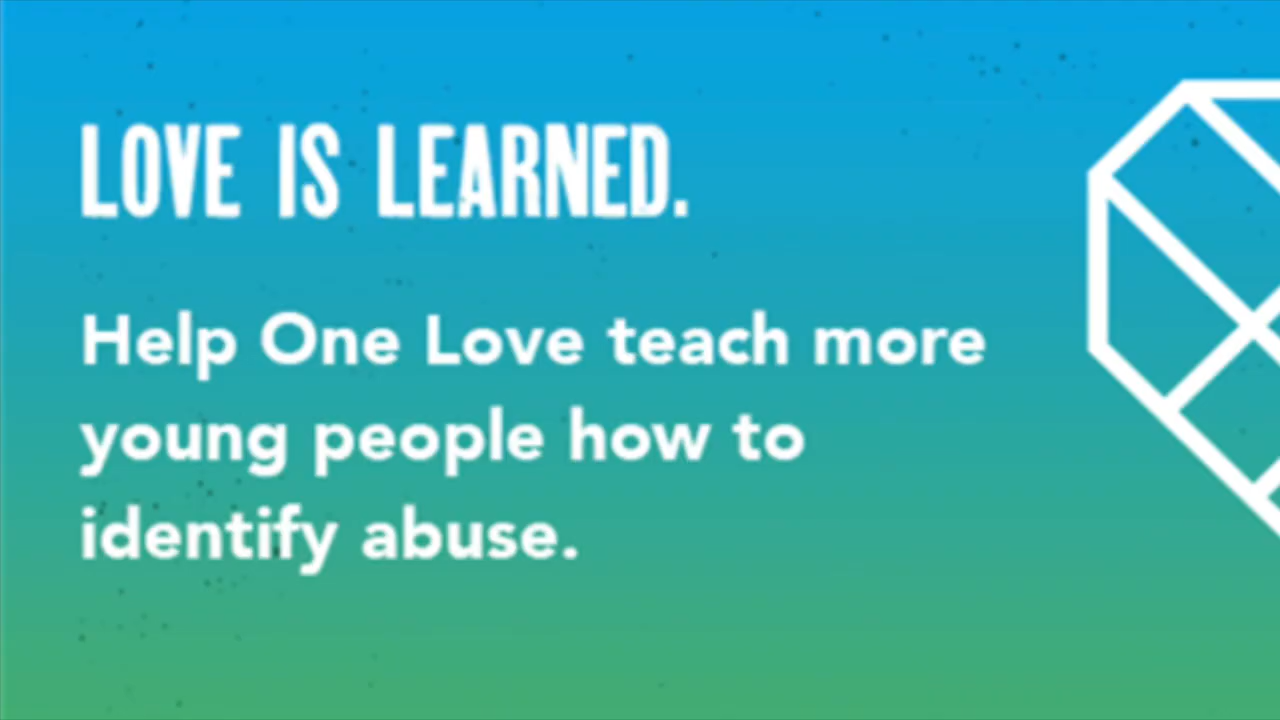 LOVE IS LEARNED.
Help One Love teach more
young people how to
identify abuse.